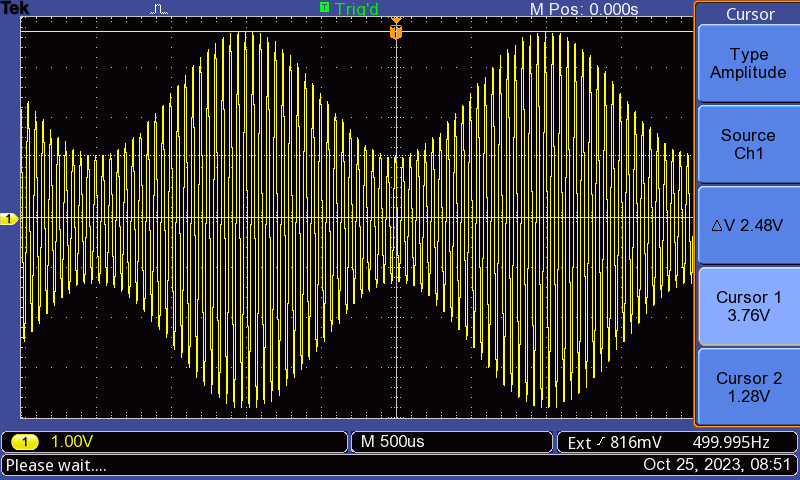 Tek
T Trig'd
M Pos: 0.000s
Cursor
Type
Amplitude
Source
Ch1
△V 2.48V
Cursor 1
3.76V
Cursor 2
1.28V
T
1
1 1.00V
M 500us
Ext 816mV
499.995Hz
Please wait....
Oct 25, 2023, 08:51